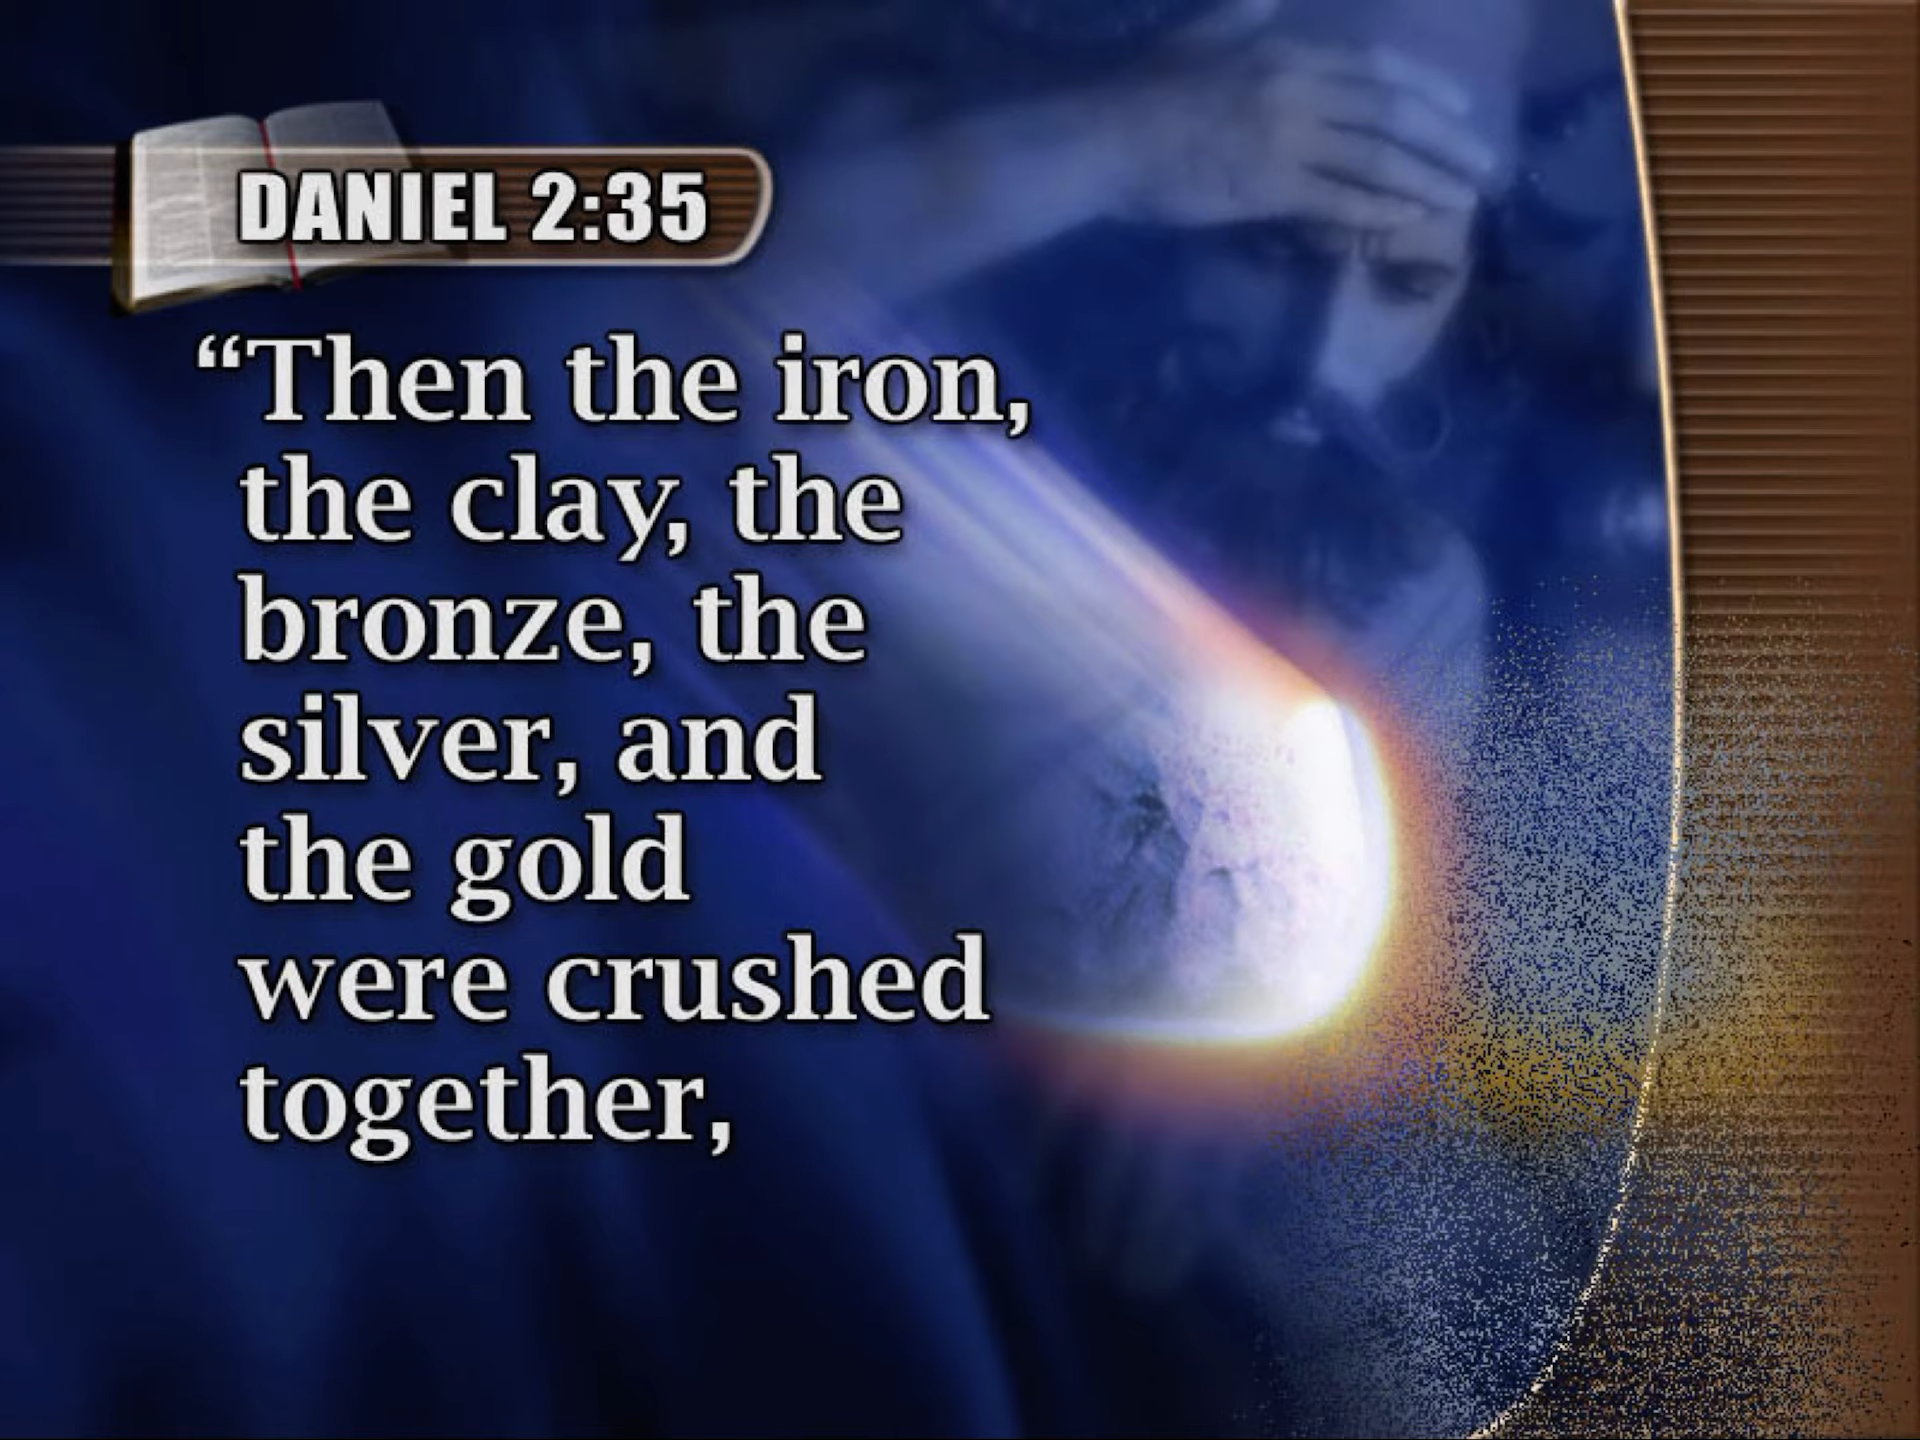 DANIEL 2:35
“Then the iron,
the clay, the
bronze, the
silver, and
the gold
were crushed
together,